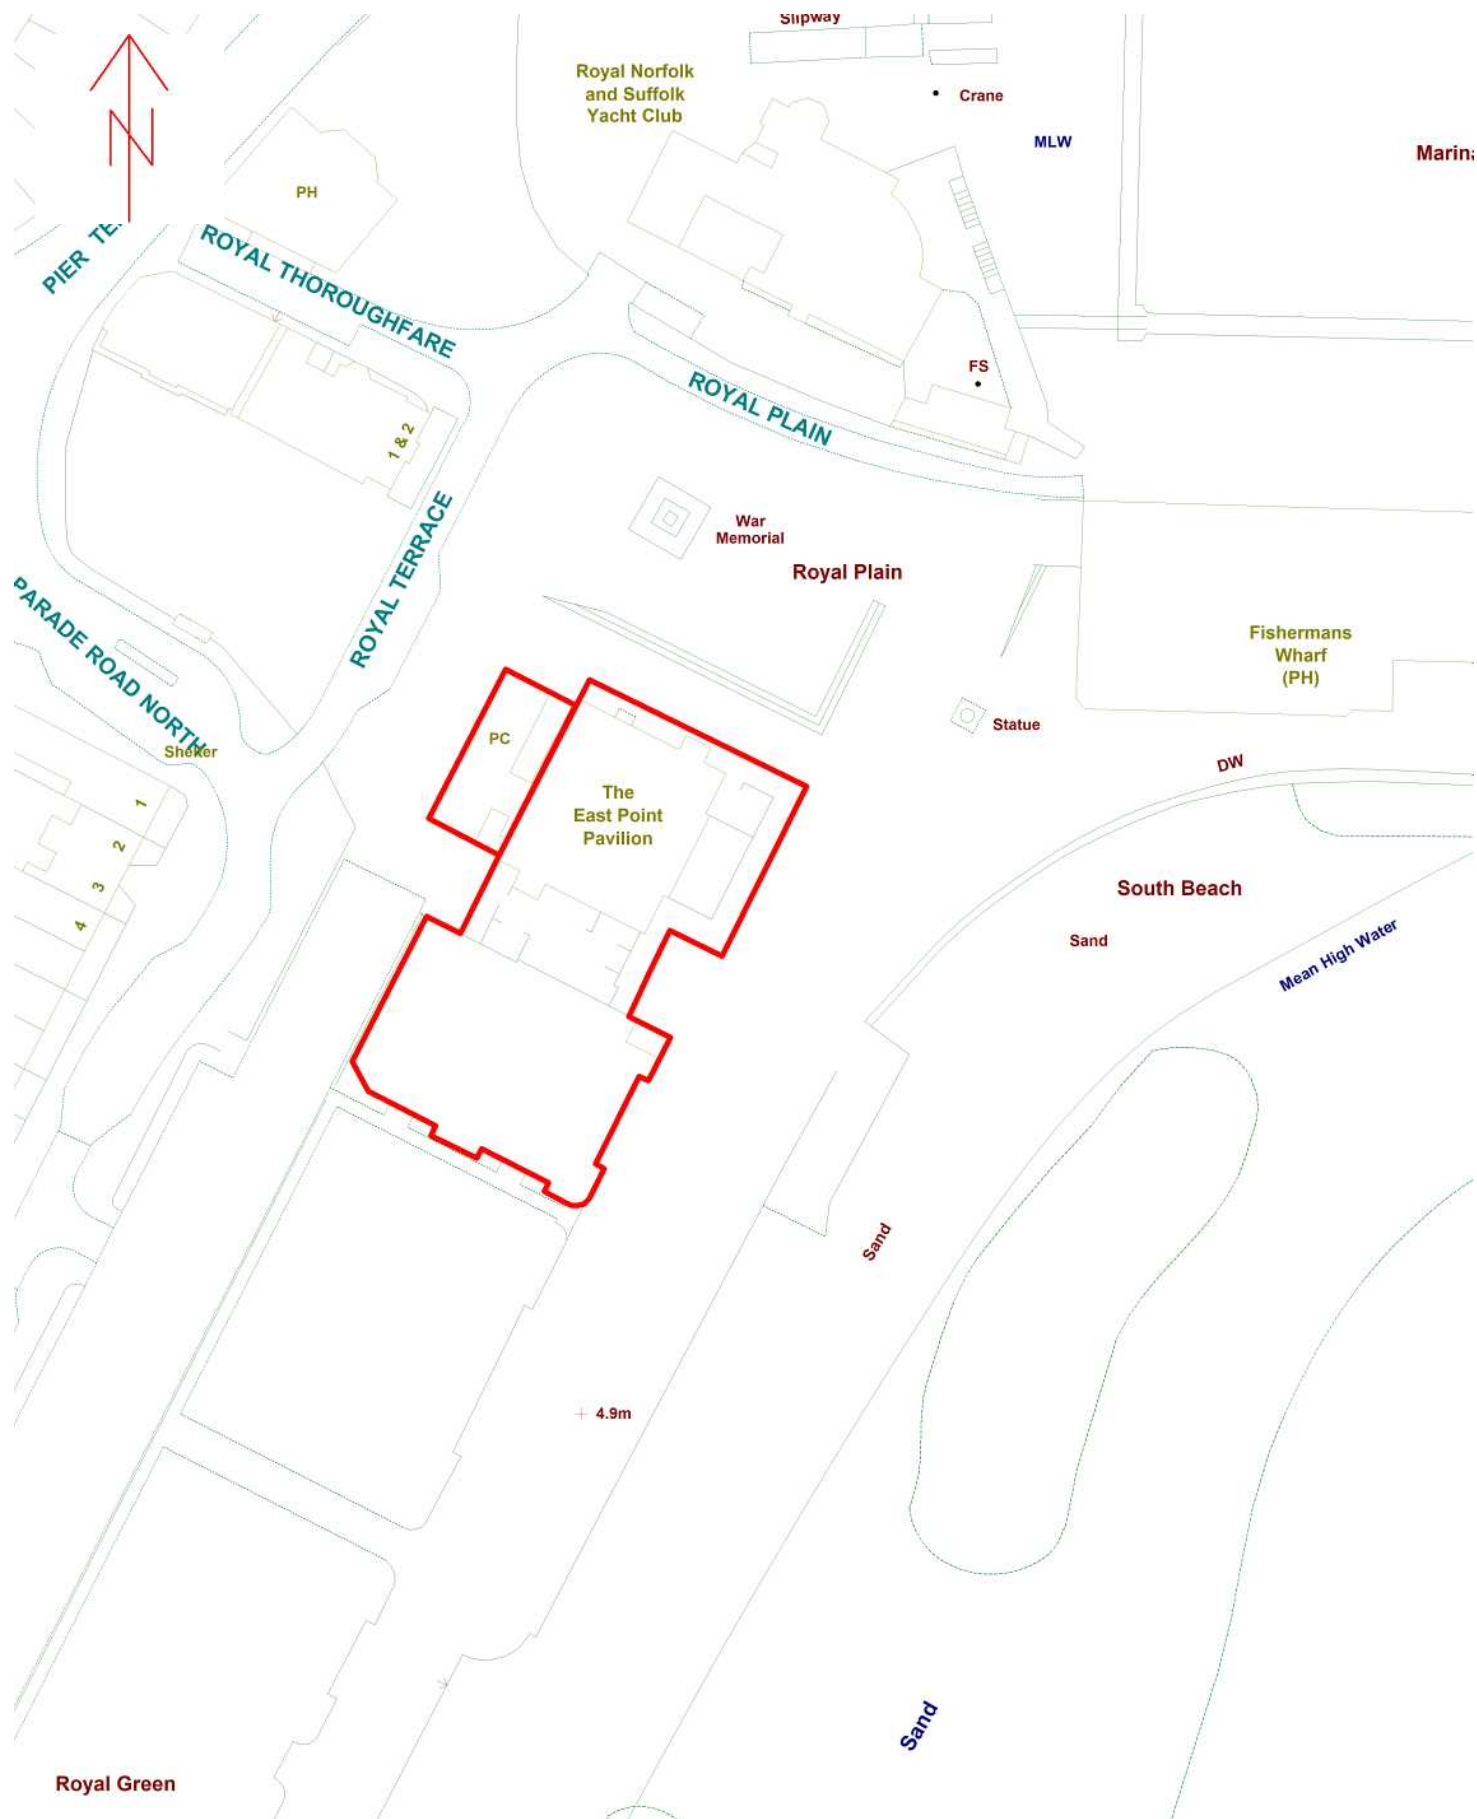 Slipway
Royal Norfolk
and Suffolk
Yacht Club
Crane
MLW
N
PH
PIER
ROYAL THOROUGHFARE
FS
ROYAL PLAIN
1 & 2
War
Memorial
Royal Plain
ROYAL TERRACE
PARADE ROAD NORTH
Fishermans
Wharf
(PH)
Statue
PC
Shelter
DW
The
East Point
Pavilion
1
2
3
4
South Beach
Sand
Mean High Water
Sand
4.9m
Sand
Royal Green